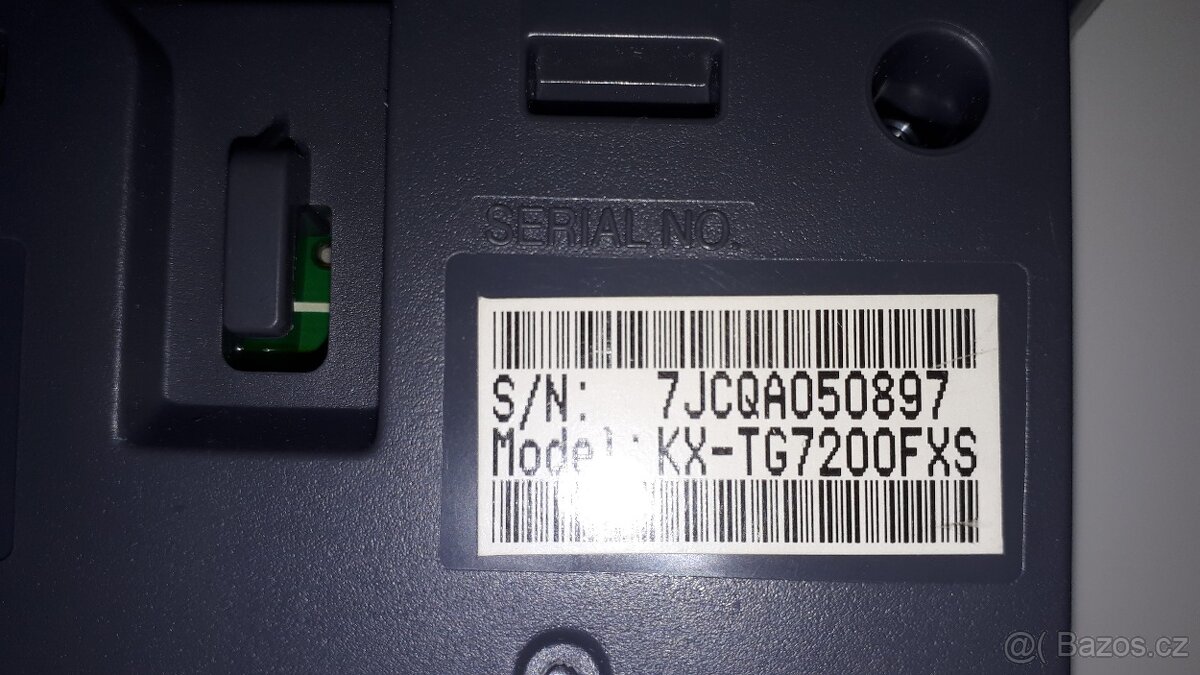 SERIAL NO.
S/N: 7JCQA050897
Model: KX-TG7200FXS
@( Bazos.cz